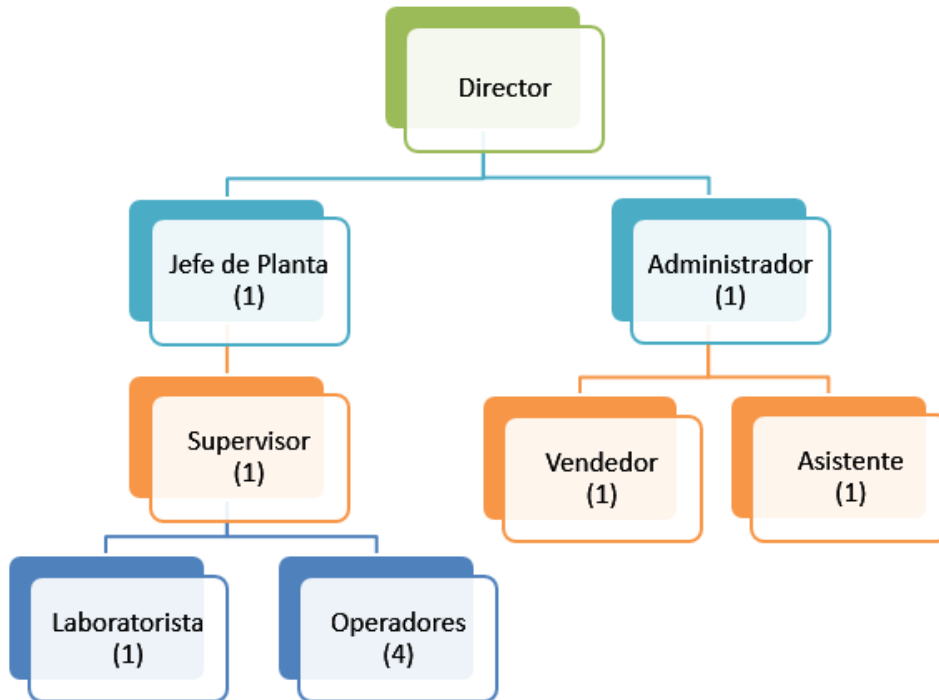 Director
Jefe de Planta
(1)
Administrador
(1)
Supervisor
(1)
Vendedor
(1)
Asistente
(1)
Laboratorista
(1)
Operadores
(4)